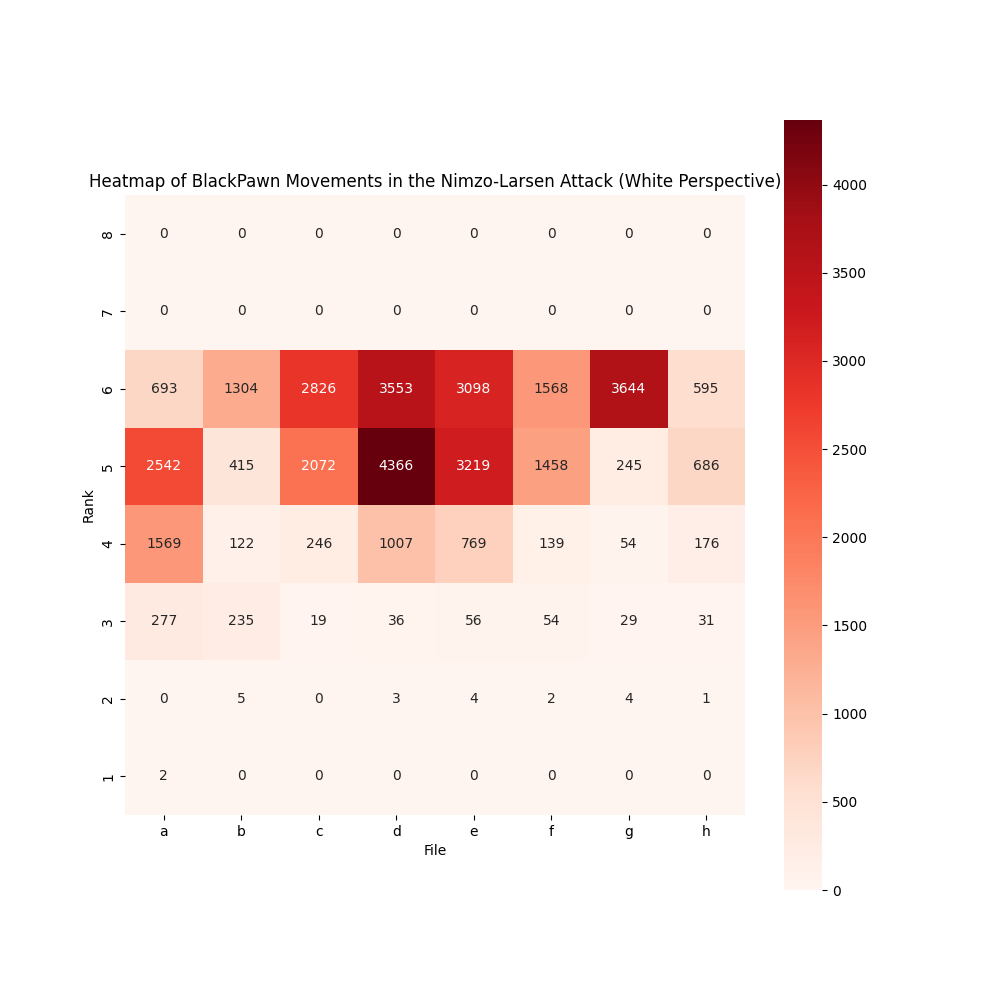 Heatmap of BlackPawn Movements in the Nimzo-Larsen Attack (White Perspective)
8 0 0 0 0 0 0 0 0
7 0 0 0 0 0 0 0 0
6 693 1304 2826 3553 3098 1568 3644 595
5 2542 415 2072 4366 3219 1458 245 686
4 1569 122 246 1007 769 139 54 176
3 277 235 19 36 56 54 29 31
2 0 5 0 3 4 2 4 1
1 2 0 0 0 0 0 0 0
a b c d e f g h
File
Rank
4000
3500
3000
2500
2000
1500
1000
500
0